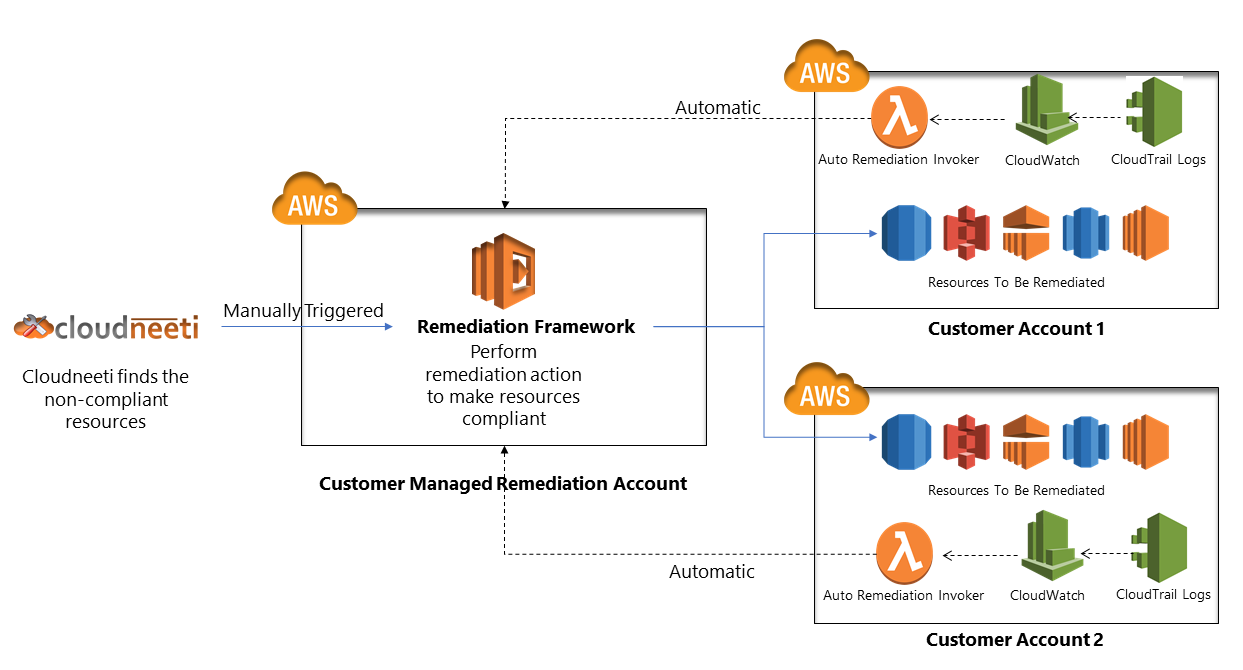 AWS
Automatic
Auto Remediation Invoker
CloudWatch
CloudTrail Logs
Resources To Be Remediated
Customer Account 1
AWS
Manually Triggered
cloudneeti
Cloudneeti finds the
non-compliant
resources
Remediation Framework
Perform
remediation action
to make resources
compliant
Customer Managed Remediation Account
AWS
Resources To Be Remediated
Automatic
Auto Remediation Invoker
CloudWatch
CloudTrail Logs
Customer Account 2